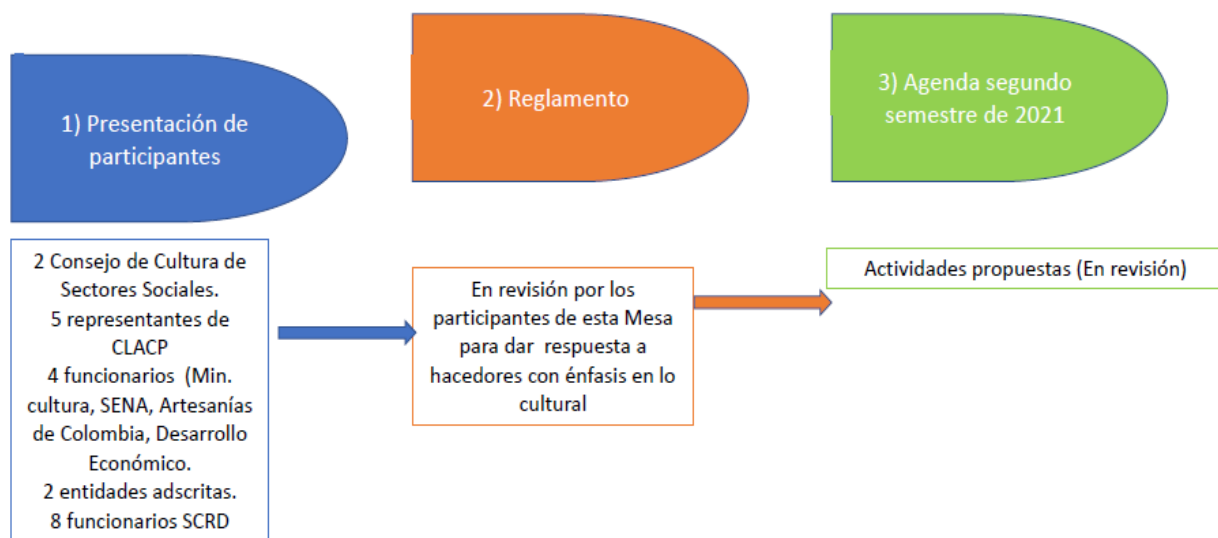 1) Presentación de
participantes
2) Reglamento
3) Agenda segundo
semestre de 2021
2 Consejo de Cultura de
Sectores Sociales.
5 representantes de
CLACP
4 funcionarios (Min.
cultura, SENA, Artesanías
de Colombia, Desarrollo
Económico.
2 entidades adscritas.
8 funcionarios SCRD
En revisión por los
participantes de esta Mesa
para dar respuesta a
hacedores con énfasis en lo
cultural
Actividades propuestas (En revisión)